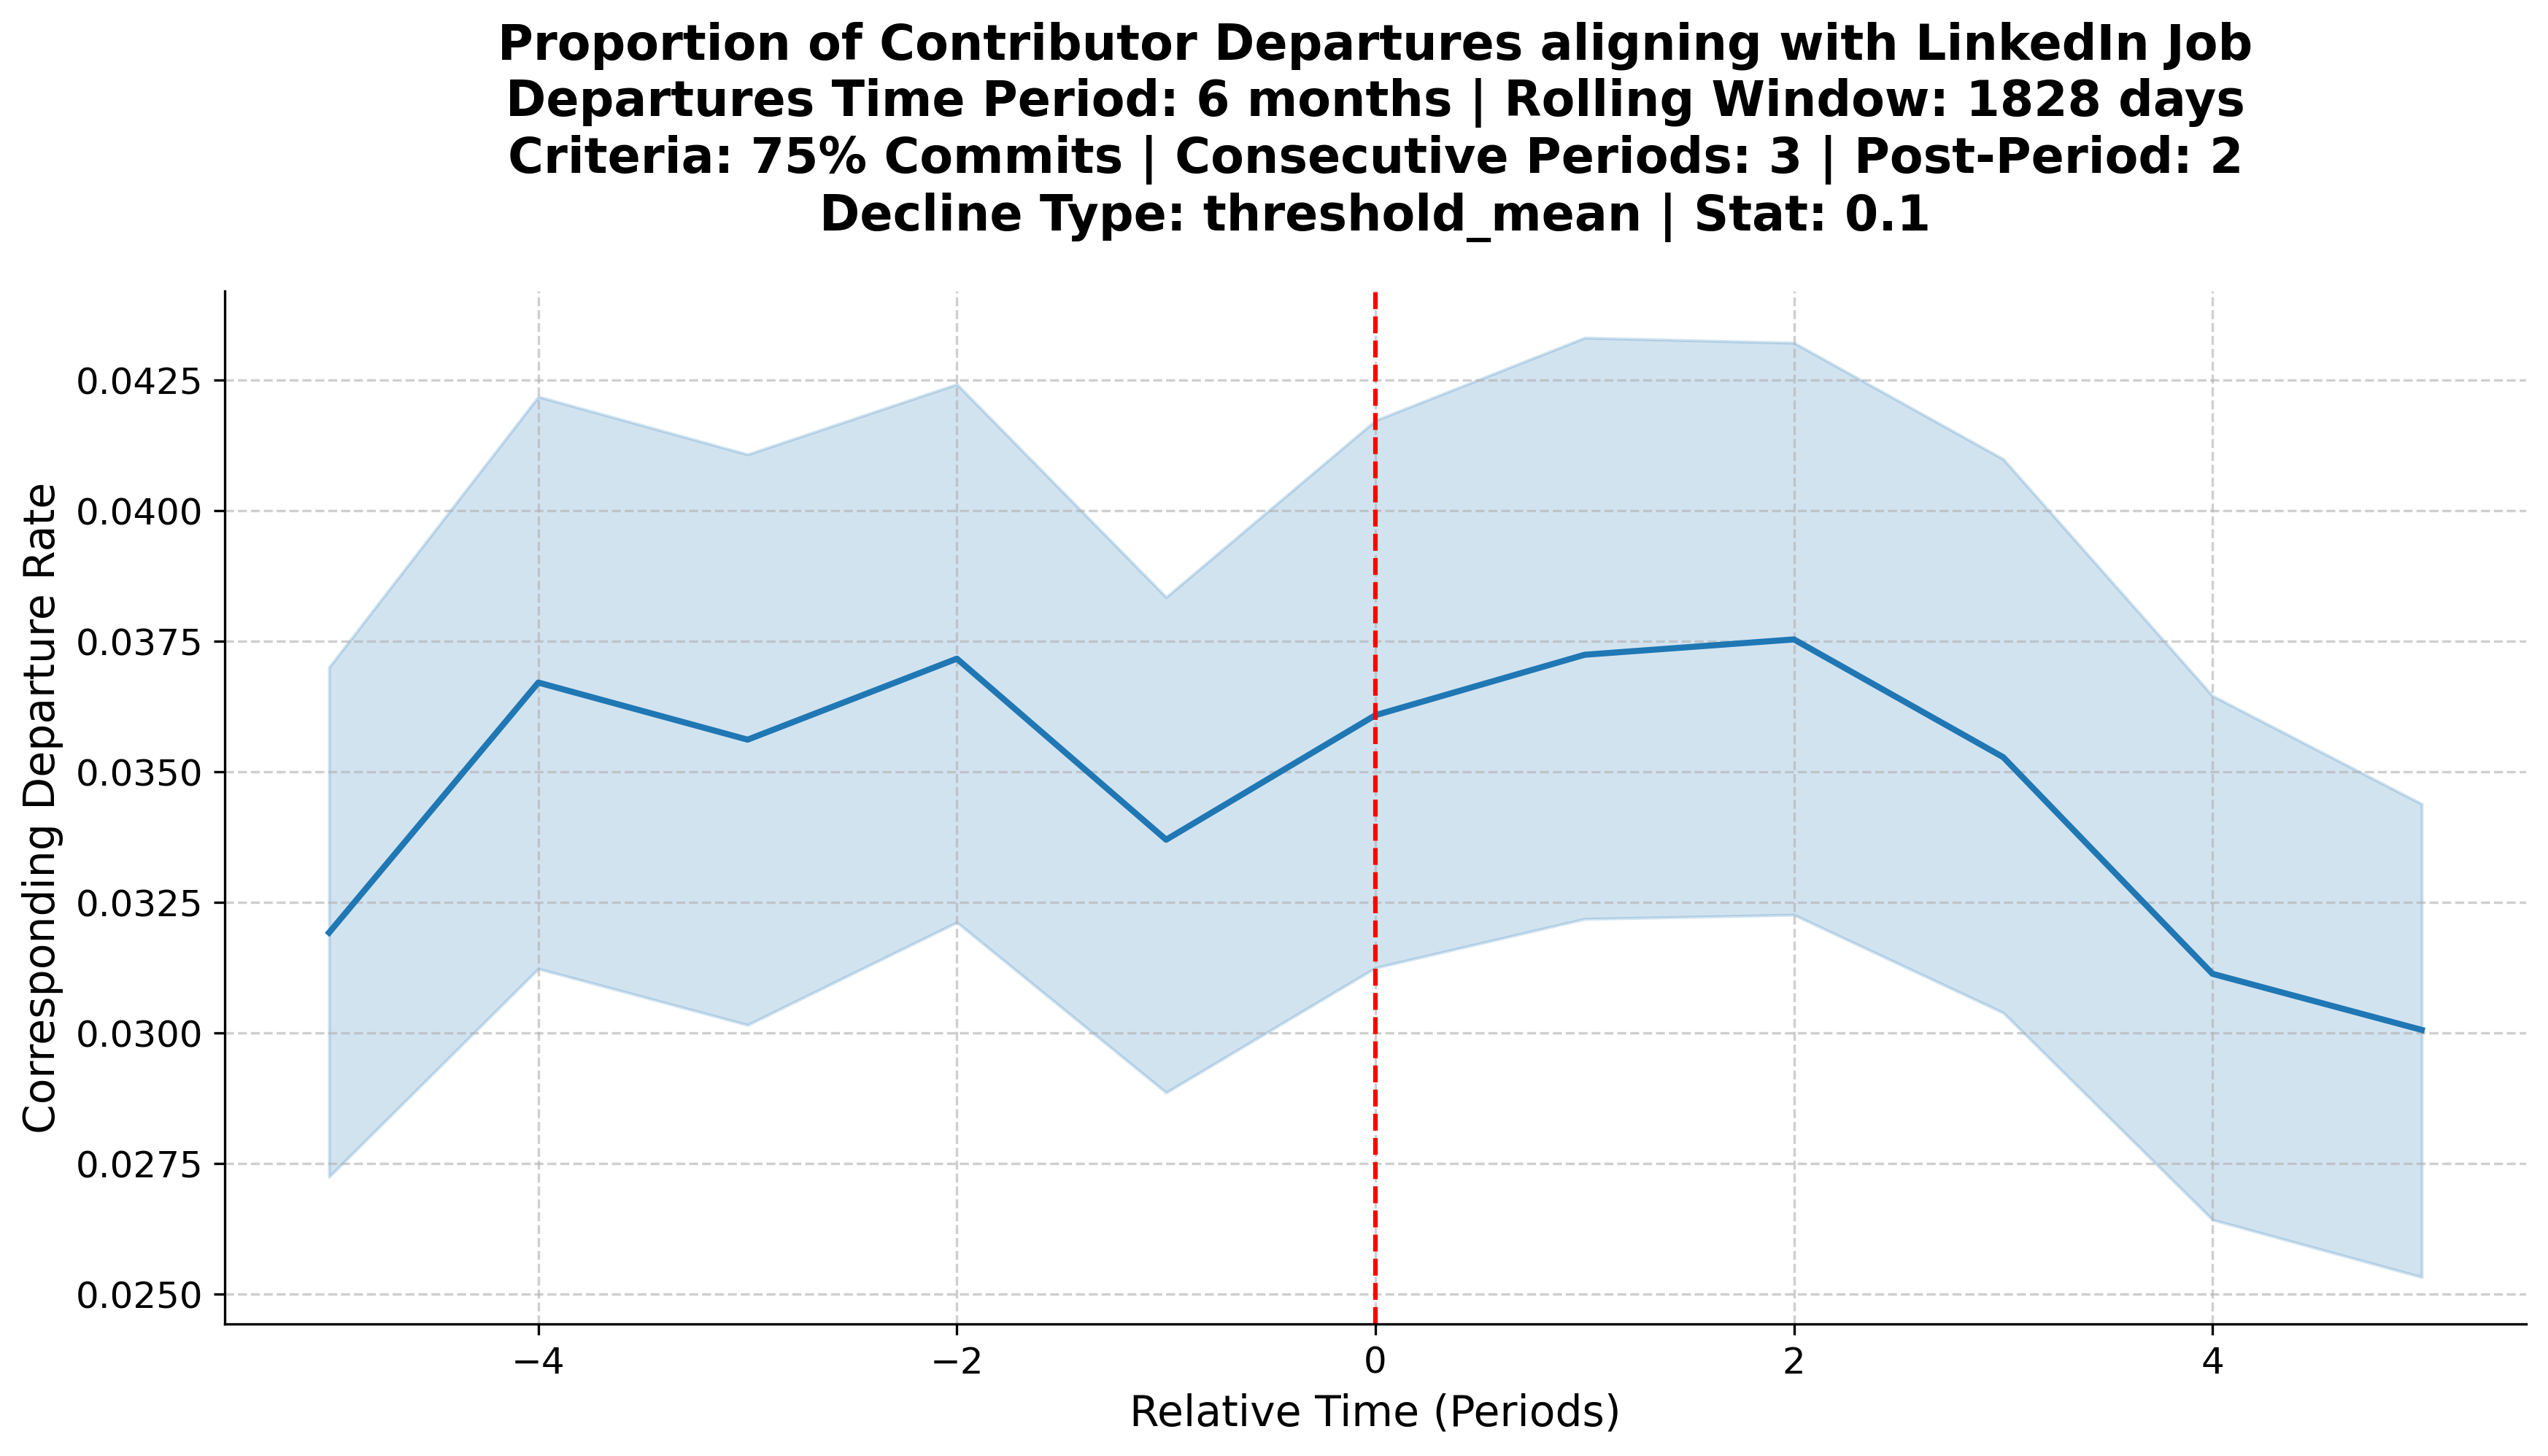 Proportion of Contributor Departures aligning with LinkedIn Job
Departures Time Period: 6 months | Rolling Window: 1828 days
Criteria: 75% Commits | Consecutive Periods: 3 | Post-Period: 2
Decline Type: threshold_mean | Stat: 0.1
Corresponding Departure Rate
0.0425
0.0400
0.0375
0.0350
0.0325
0.0300
0.0275
0.0250
−4 −2 0 2 4
Relative Time (Periods)